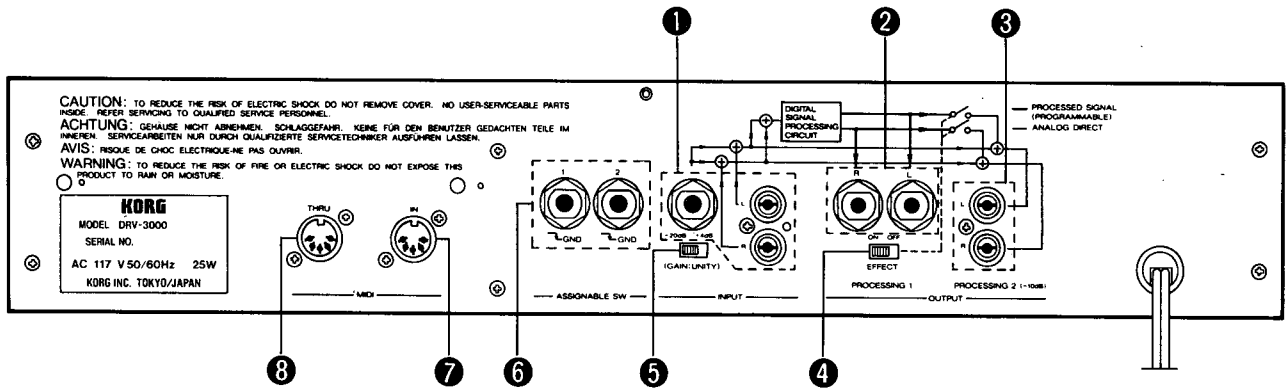 1 2 3
CAUTION: TO REDUCE THE RISK OF ELECTRIC SHOCK DO NOT REMOVE COVER. NO USER-SERVICEABLE PARTS
INSIDE. REFER SERVICING TO QUALIFIED SERVICE PERSONNEL.
ACHTUNG: GEHÄUSE NICHT ABNEHMEN. SCHLAGGEFAHR. KEINE FÜR DEN BENUTZER GEDACHTEN TEILE IM
INNEREN. SERVICEARBEITEN NUR DURCH QUALIFIZIERTE SERVICETECHNIKER AUSFÜHREN LASSEN.
AVIS: RISQUE DE CHOC ELECTRIQUE-NE PAS OUVRIR.
WARNING: TO REDUCE THE RISK OF FIRE OR ELECTRIC SHOCK DO NOT EXPOSE THIS
PRODUCT TO RAIN OR MOISTURE.
KORG
MODEL DRV-3000
SERIAL NO.
AC 117 V 50/60Hz 25W
KORG INC. TOKYO/JAPAN
THRU IN
MIDI
1 2
GND GND
ASSIGNABLE SW
-20dB +4dB
(GAIN:UNITY)
L
R
INPUT
DIGITAL
SIGNAL
PROCESSING
CIRCUIT
PROCESSED SIGNAL
(PROGRAMMABLE)
ANALOG DIRECT
R L
ON OFF
EFFECT
L
R
PROCESSING 1 PROCESSING 2 (-10dB)
OUTPUT
8 7 6 5 4